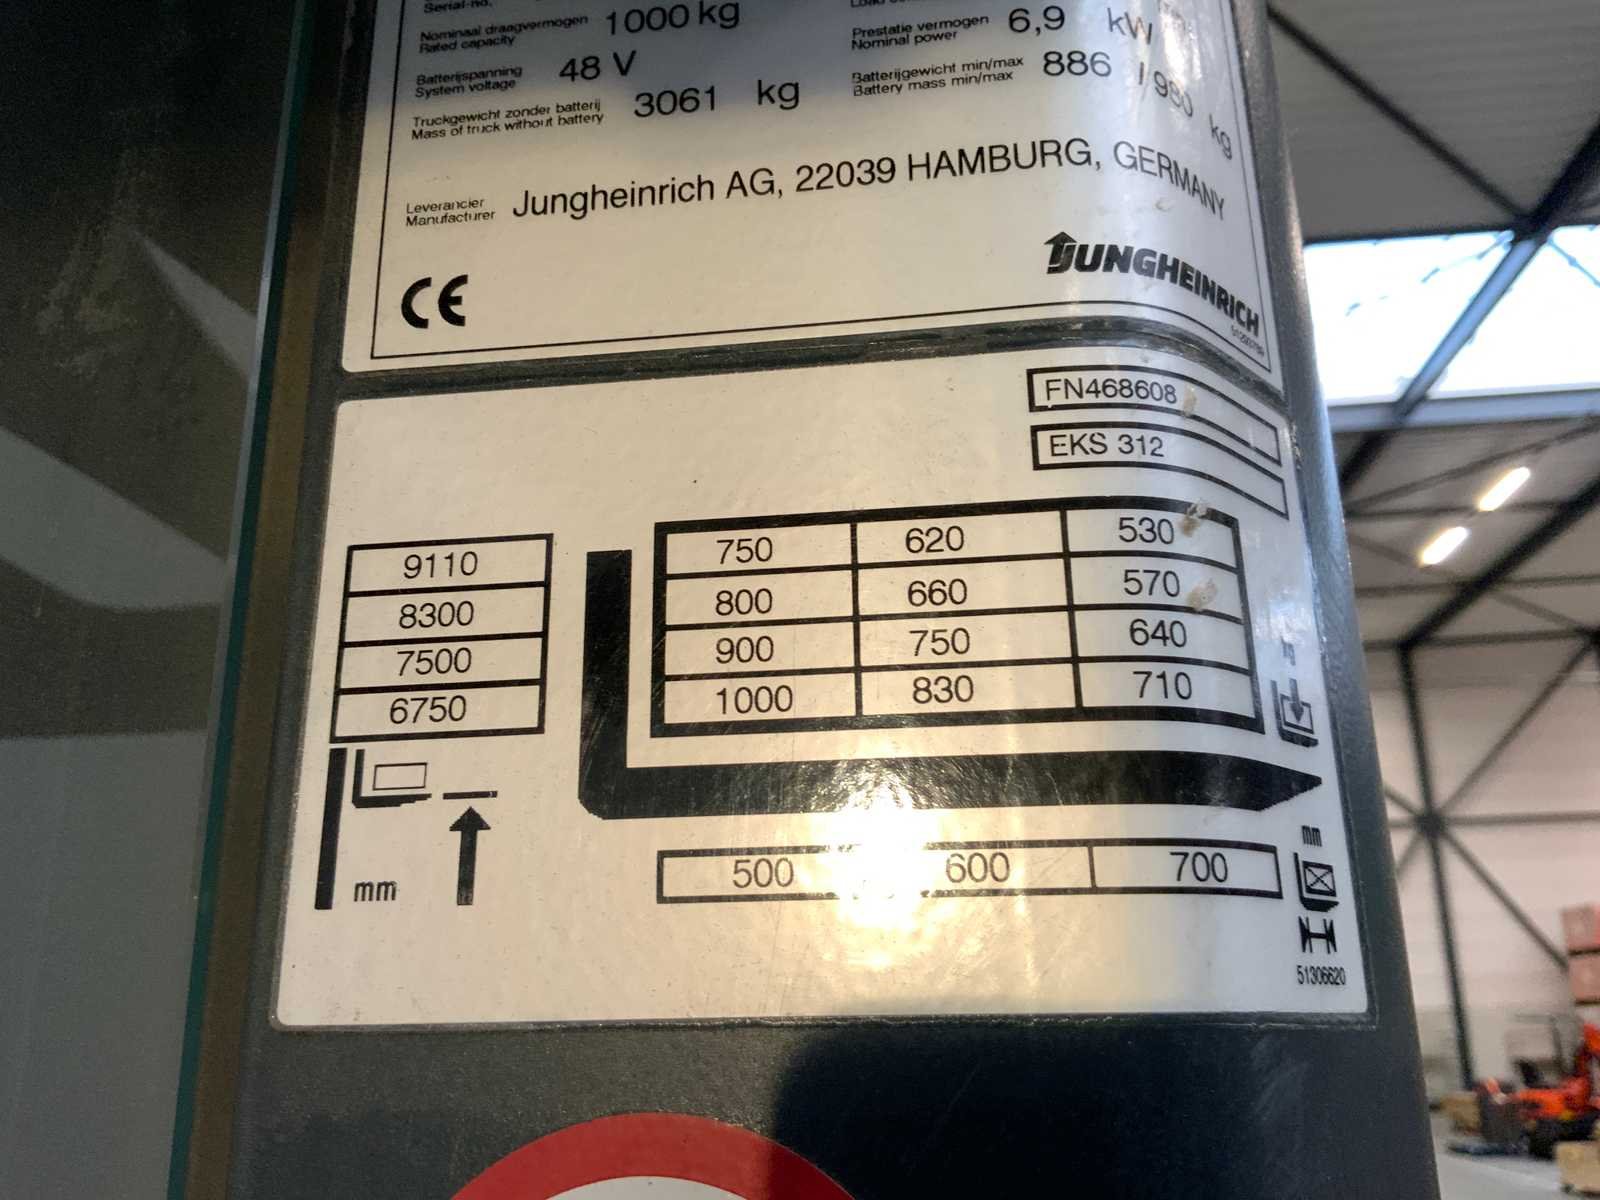 Serial-no.
Nominaal draagvermogen
Rated capacity
1000 kg
Prestatie vermogen
Nominal power
6,9 kW
Batterijspanning
System voltage
48 V
Batterijgewicht min/max
Battery mass min/max
886 / 990 kg
Truckgewicht zonder batterij
Mass of truck without battery
3061 kg
Leverancier
Manufacturer
Jungheinrich AG, 22039 HAMBURG, GERMANY
CE
JUNGHEINRICH
FN468608
EKS 312
9110 750 620 530
8300 800 660 570
7500 900 750 640
6750 1000 830 710
mm
500 600 700
mm
51306620